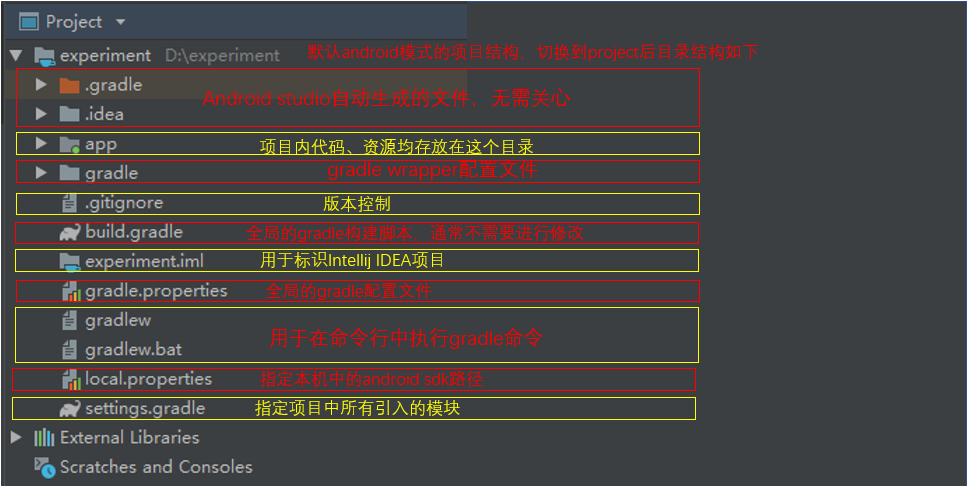 Project
experiment D:\experiment 默认android模式的项目结构、切换到project后目录结构如下
.gradle
Android studio自动生成的文件，无需关心
.idea
app 项目内代码、资源均存放在这个目录
gradle gradle wrapper配置文件
.gitignore 版本控制
build.gradle 全局的gradle构建脚本，通常不需要进行修改
experiment.iml 用于标识Intellij IDEA项目
gradle.properties 全局的gradle配置文件
gradlew
用于在命令行中执行gradle命令
gradlew.bat
local.properties 指定本机中的android sdk路径
settings.gradle 指定项目中所有引入的模块
External Libraries
Scratches and Consoles